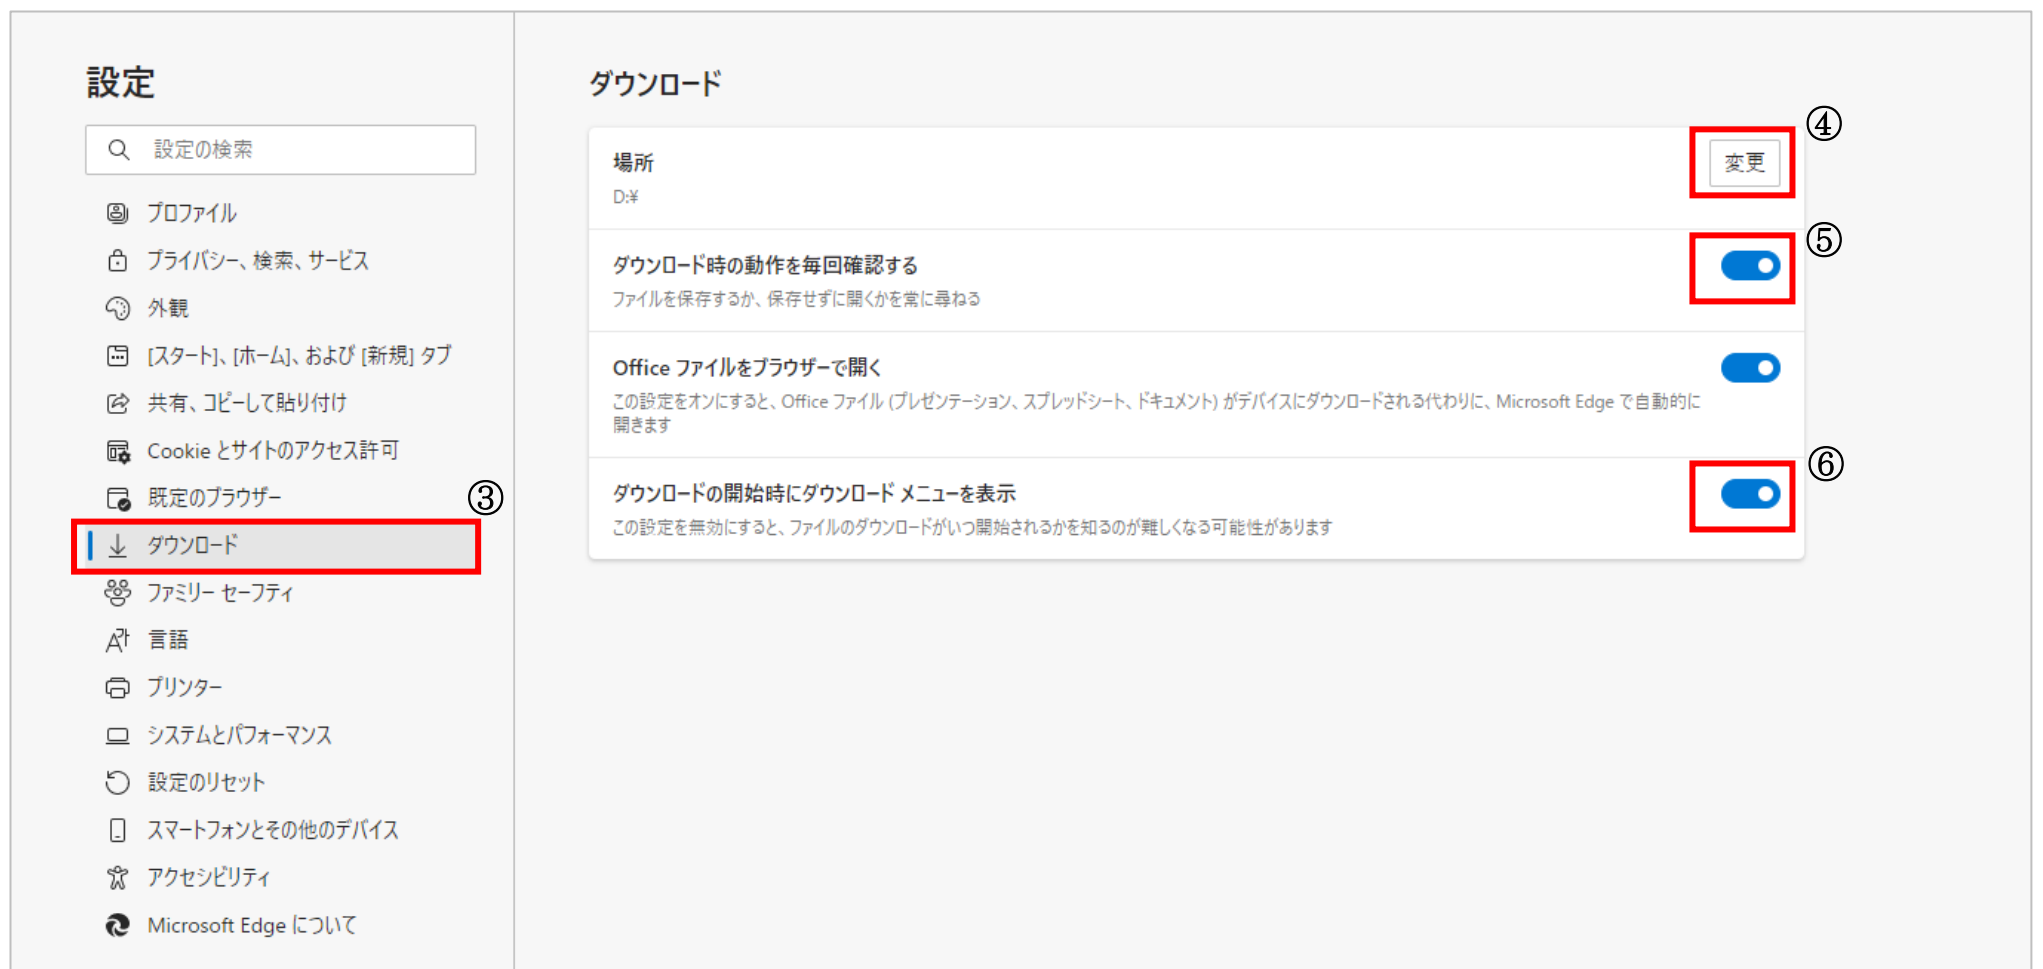 設定
設定の検索
プロファイル
プライバシー、検索、サービス
外観
[スタート]、[ホーム]、および [新規] タブ
共有、コピーして貼り付け
Cookie とサイトのアクセス許可
既定のブラウザー
③
ダウンロード
ファミリー セーフティ
言語
プリンター
システムとパフォーマンス
設定のリセット
スマートフォンとその他のデバイス
アクセシビリティ
Microsoft Edge について
ダウンロード
④
場所
変更
D:¥
⑤
ダウンロード時の動作を毎回確認する
ファイルを保存するか、保存せずに開くかを常に尋ねる
Office ファイルをブラウザーで開く
この設定をオンにすると、Office ファイル (プレゼンテーション、スプレッドシート、ドキュメント) がデバイスにダウンロードされる代わりに、Microsoft Edge で自動的に
開きます
⑥
ダウンロードの開始時にダウンロード メニューを表示
この設定を無効にすると、ファイルのダウンロードがいつ開始されるかを知るのが難しくなる可能性があります